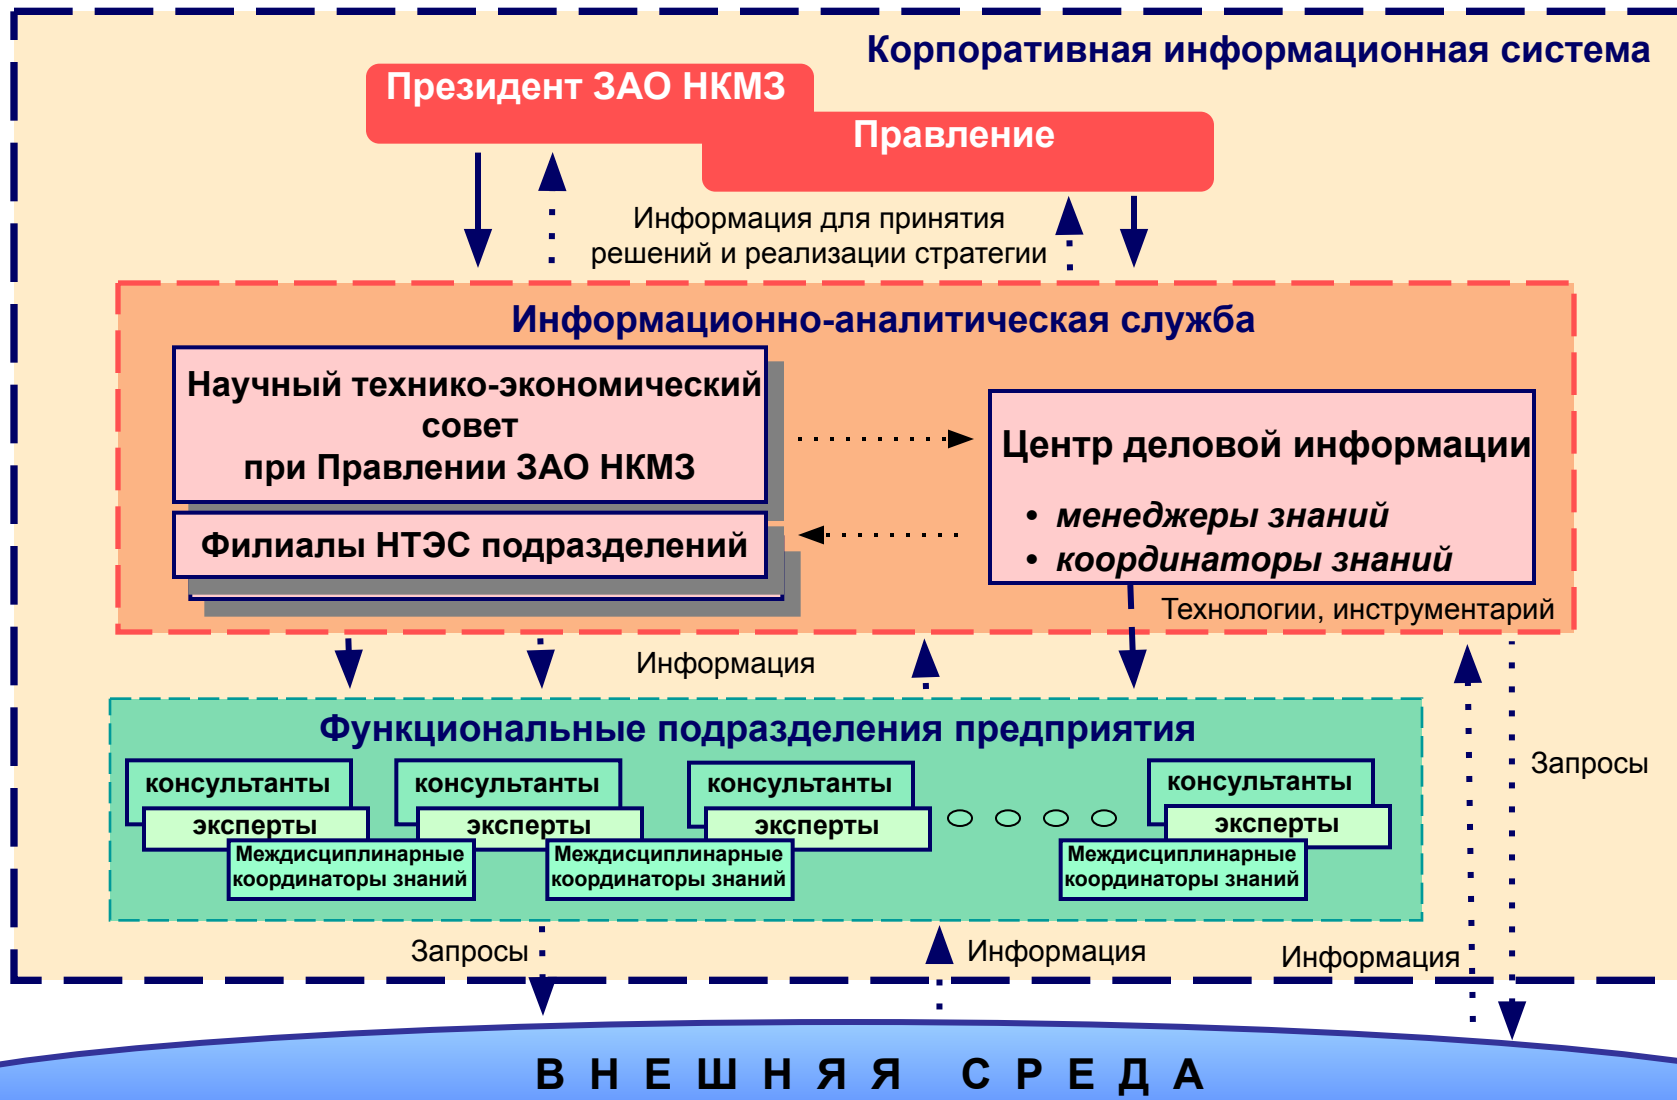 Корпоративная информационная система
Президент ЗАО НКМЗ
Правление
Информация для принятия
решений и реализации стратегии
Информационно-аналитическая служба
Научный технико-экономический
совет
при Правлении ЗАО НКМЗ
Филиалы НТЭС подразделений
Центр деловой информации
• менеджеры знаний
• координаторы знаний
Технологии, инструментарий
Информация
Функциональные подразделения предприятия
консультанты
эксперты
Междисциплинарные
координаторы знаний
консультанты
эксперты
Междисциплинарные
координаторы знаний
консультанты
эксперты
консультанты
эксперты
Междисциплинарные
координаторы знаний
Запросы
Запросы
Информация
Информация
ВНЕШНЯЯ СРЕДА